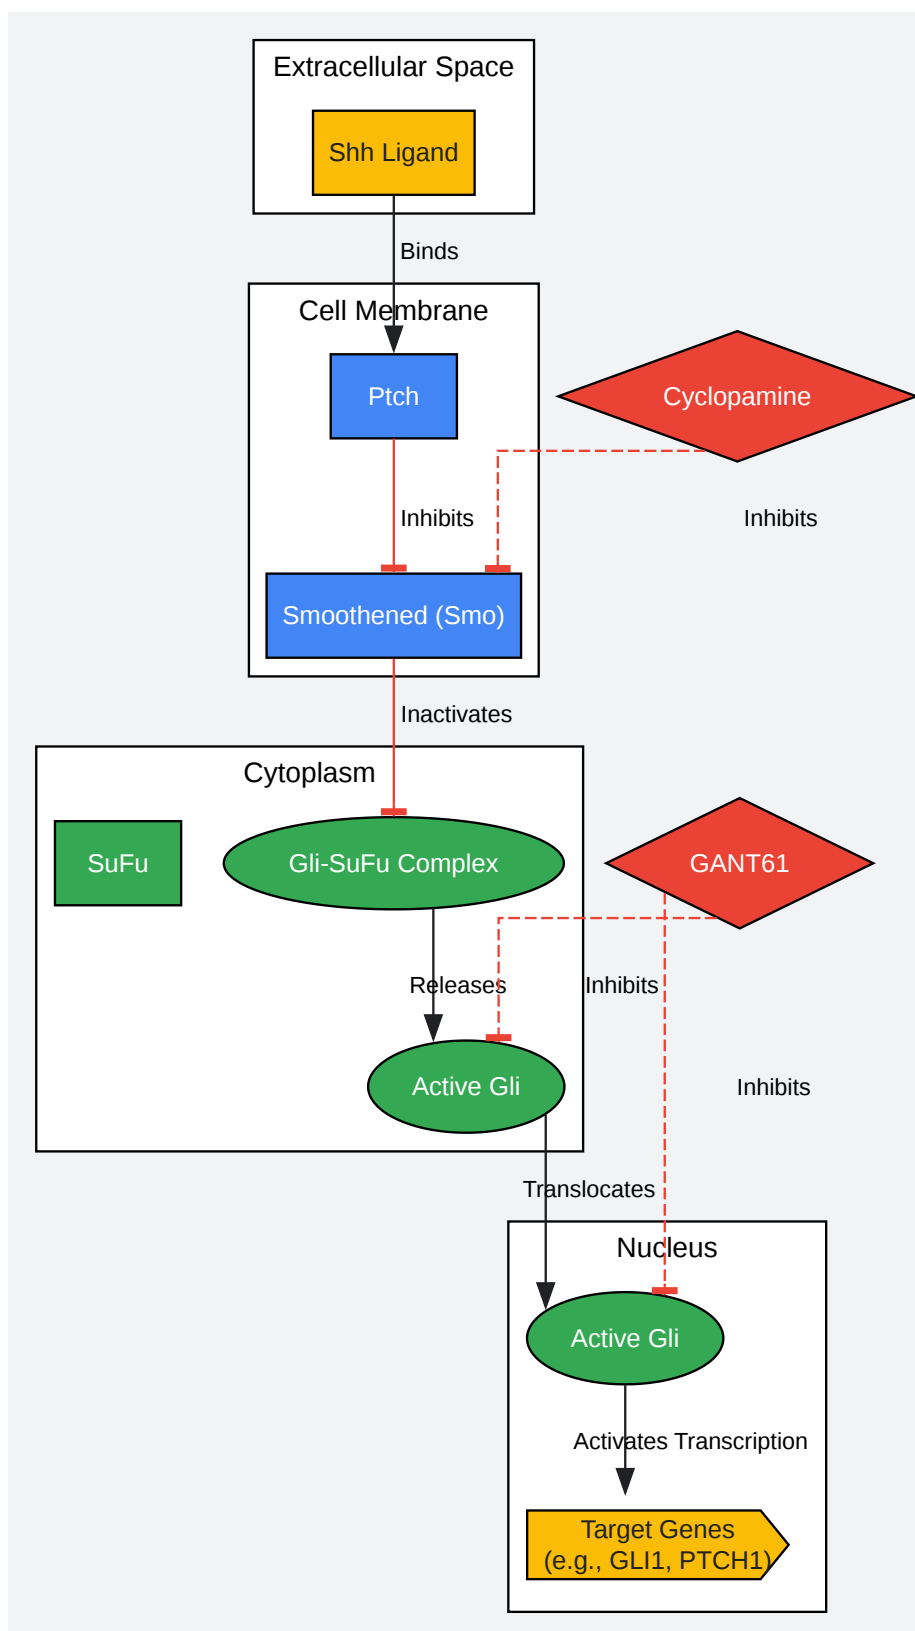 Extracellular Space
Shh Ligand
Binds
Cell Membrane
Ptch
Cyclopamine
Inhibits
Inhibits
Smoothened (Smo)
Inactivates
Cytoplasm
SuFu
Gli-SuFu Complex
GANT61
Releases
Inhibits
Active Gli
Inhibits
Translocates
Nucleus
Active Gli
Activates Transcription
Target Genes
(e.g., GLI1, PTCH1)